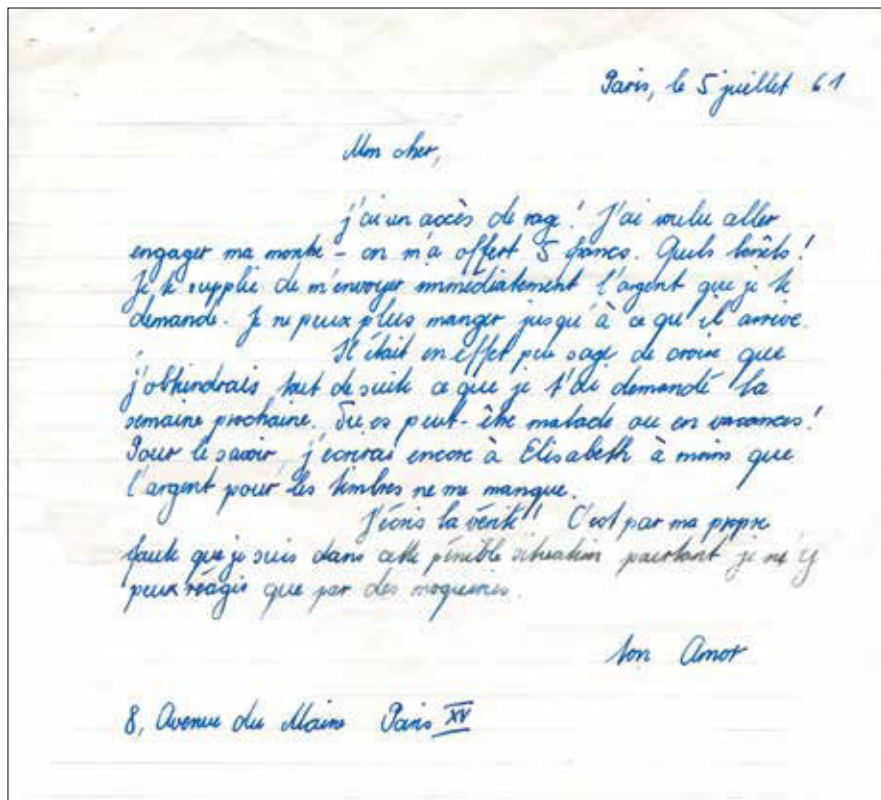 Paris, le 5 juillet 61
Mon cher,
j'ai un accès de rage! J'ai voulu aller
engager ma montre - on m'a offert 5 francs. Quels
Je te supplie de m'envoyer immédiatement l'argent que je te
demande. Je ne peux plus manger jusqu'à ce qu'il arrive.
Il était en effet peu sage de croire que
j'obtiendrais tout de suite ce que je t'ai demandé la
semaine prochaine. Tu es peut-être malade ou en vacances!
Pour le savoir, j'écrirai encore à Elisabeth à moins que
l'argent pour les timbres ne me manque.
J'écris la vérité! C'est par ma propre
faute que je suis dans cette pénible situation pourtant je ne y
peux réagir que par des moqueries.
ton Amot
8, Avenue du Maine Paris XV